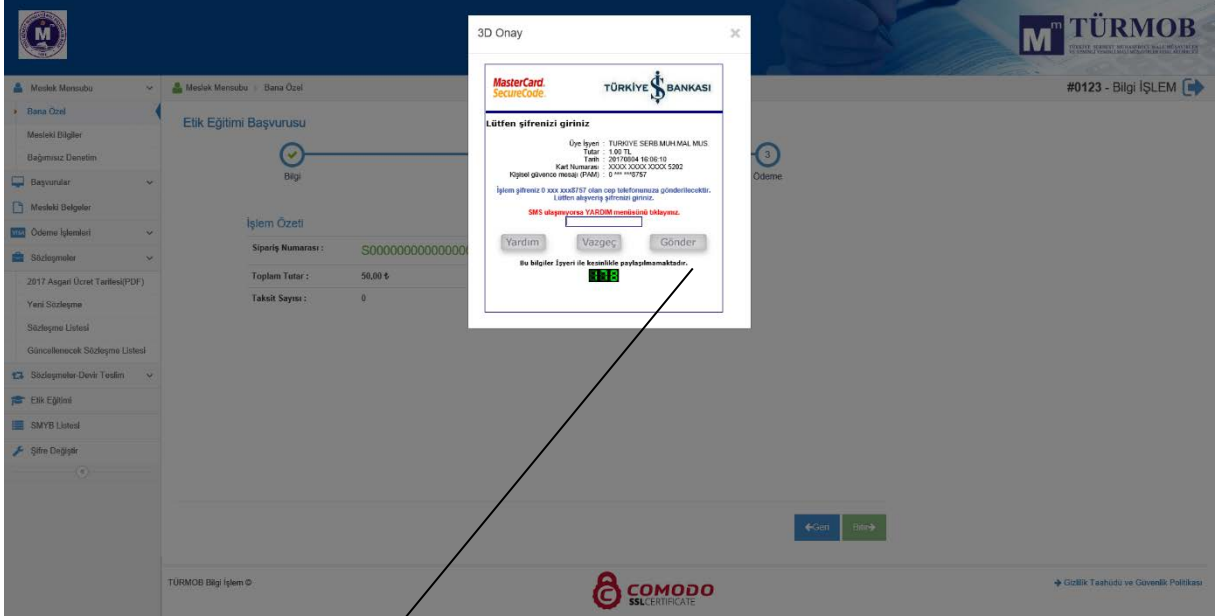 TÜRMOB
#0123 - Bilgi İŞLEM
Meslek Mensubu
Bana Özel
Mesleki Bilgiler
Bağımsız Denetim
Başvurular
Mesleki Belgeler
Ödeme İşlemleri
Sözleşmeler
2017 Asgari Ücret Tarifesi(PDF)
Yeni Sözleşme
Sözleşme Listesi
Güncellenecek Sözleşme Listesi
Sözleşmeler Devir Teslim
Etik Eğitimi
SMYB Listesi
Şifre Değiştir
Meslek Mensubu Bana Özel
Etik Eğitimi Başvurusu
Bilgi
3
Ödeme
İşlem Özeti
Sipariş Numarası :
Toplam Tutar : 50,00 ₺
Taksit Sayısı : 0
3D Onay ×
MasterCard.
SecureCode.
TÜRKİYE İŞ BANKASI
Lütfen şifrenizi giriniz
Üye İşyeri : TURKIYE SERB.MUH.MAL MUS.
Tutar : 1.00 TL
Tarih : 20170804 16:06:10
Kart Numarası : XXXX XXXX XXXX 5202
Kişisel güvence mesajı (PAM) : 0 *** ***8757
İşlem şifreniz 0 xxx xxx8757 olan cep telefonunuza gönderilecektir.
Lütfen alışveriş şifrenizi giriniz.
SMS ulaşmıyorsa YARDIM menüsünü tıklayınız.
Yardım Vazgeç Gönder
Bu bilgiler İşyeri ile kesinlikle paylaşılmamaktadır.
178
Geri
TÜRMOB Bilgi İşlem ©
COMODO
SSL CERTIFICATE
Gizlilik Taahüdü ve Güvenlik Politikası